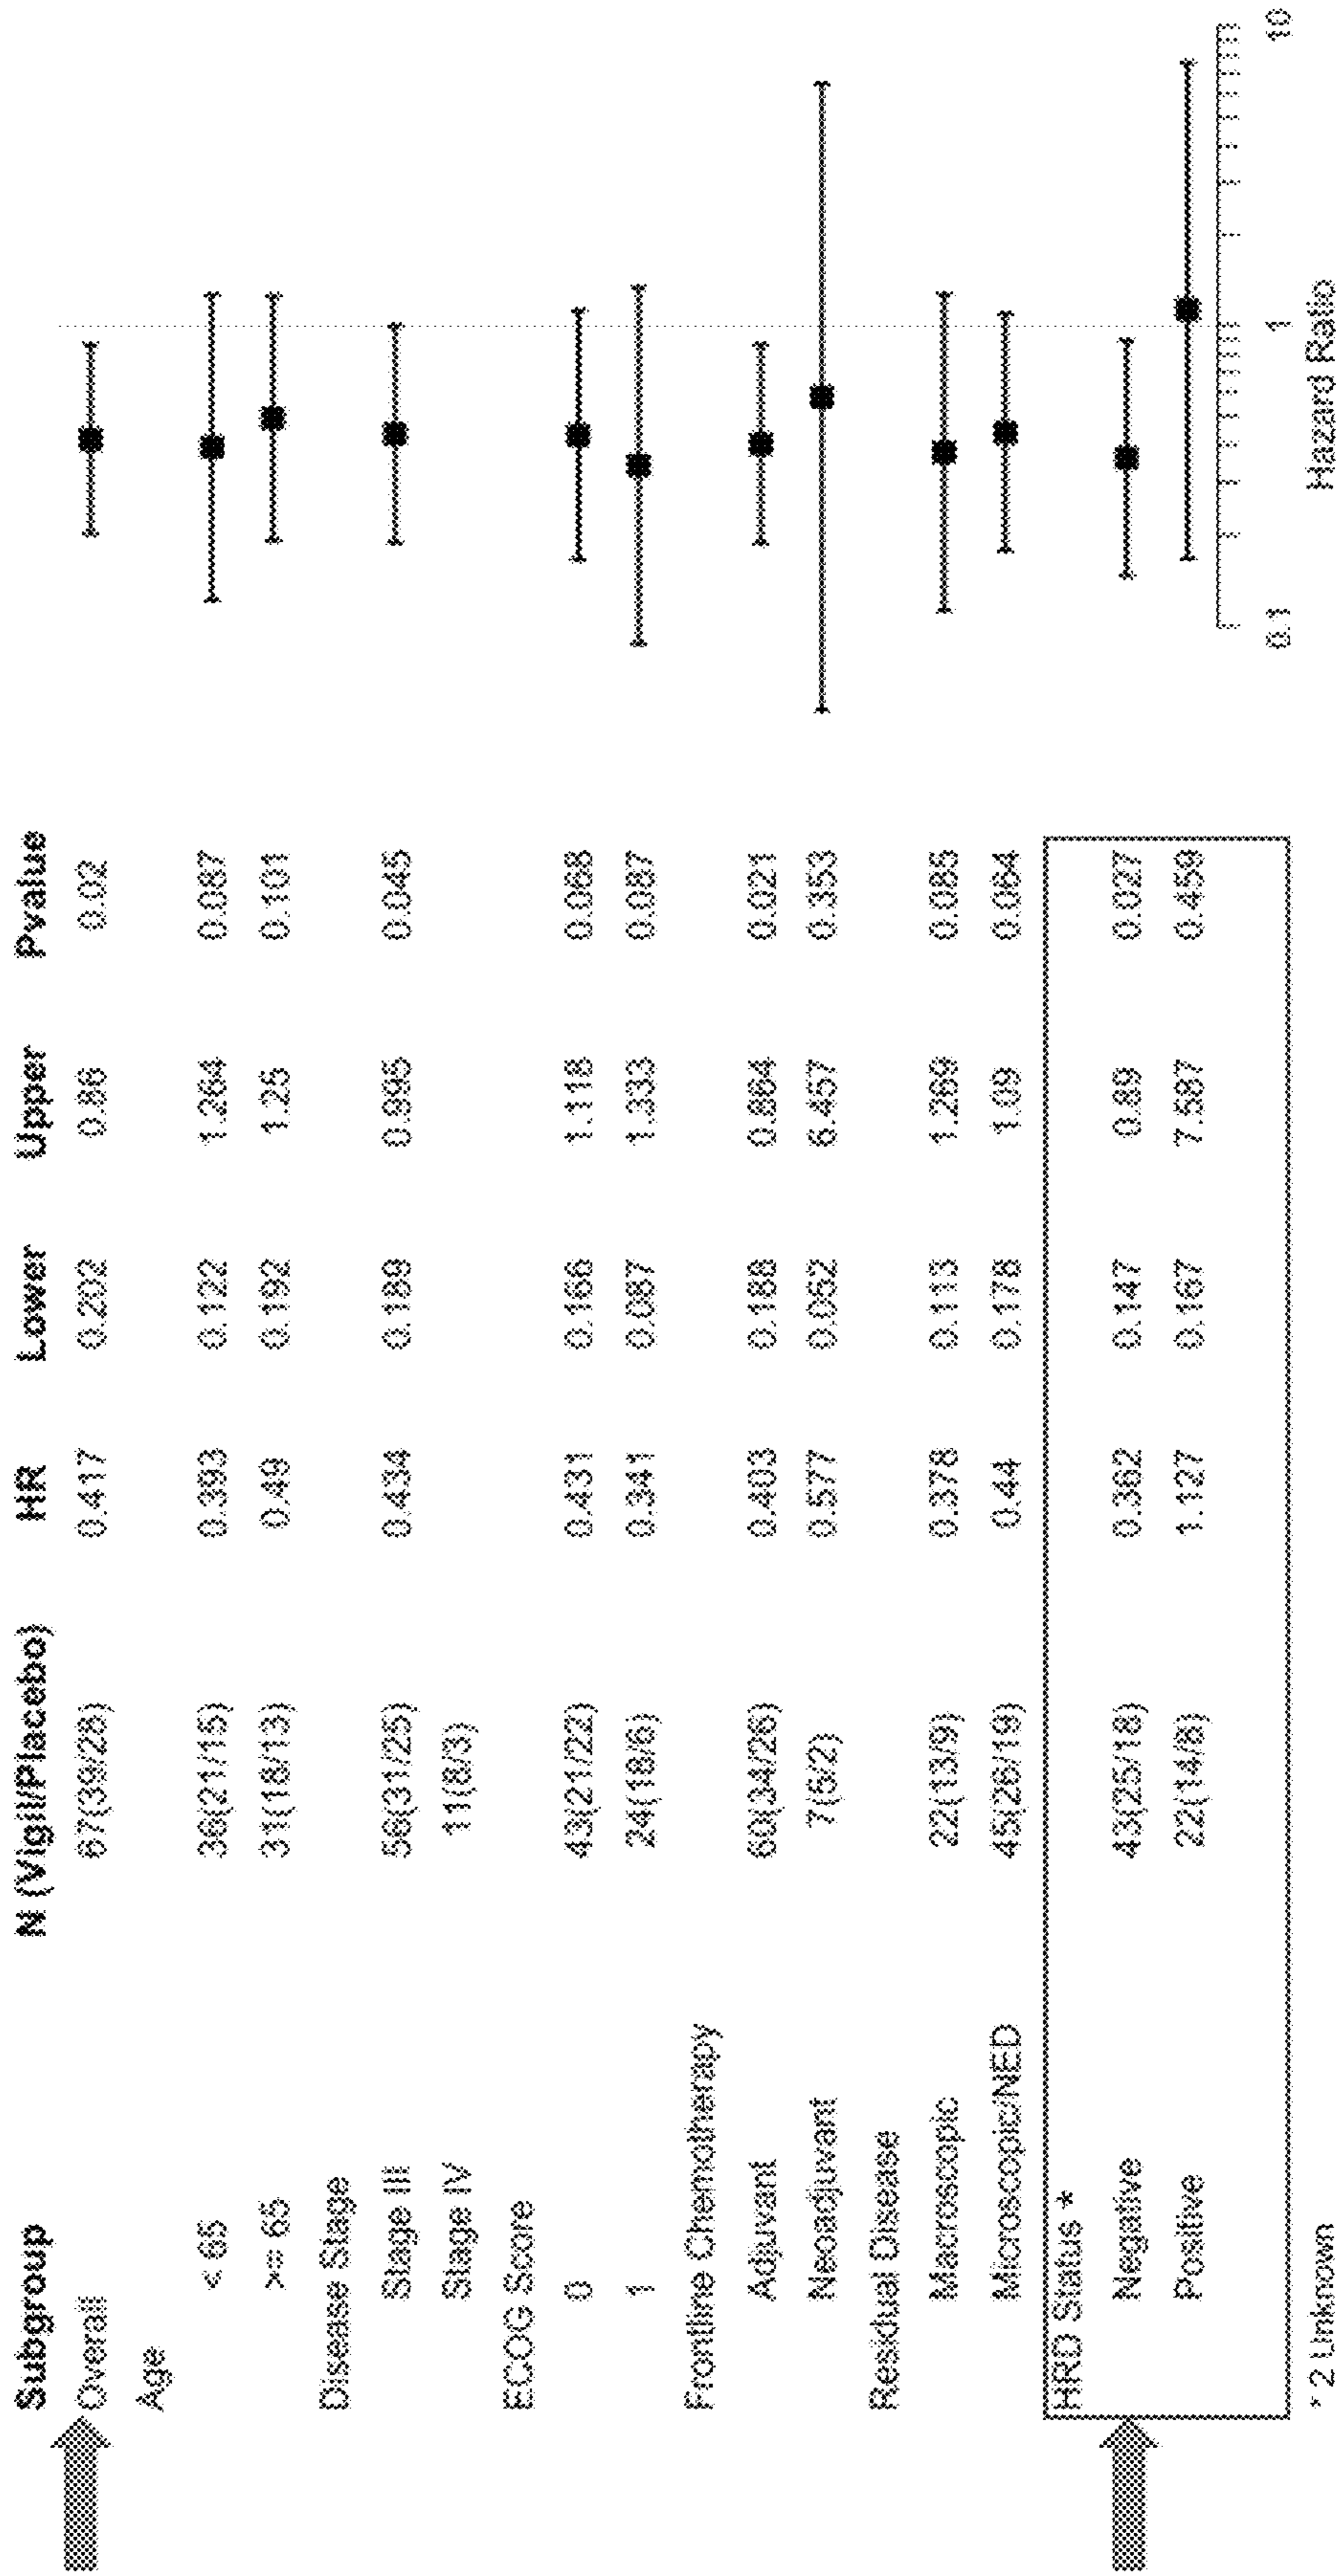 Subgroup N (Vigil/Placebo) HR Lower Upper Pvalue
Overall 67(39/28) 0.417 0.202 0.86 0.02
Age
< 65 36(21/15) 0.393 0.122 1.264 0.087
>= 65 31(18/13) 0.49 0.192 1.25 0.101
Disease Stage
Stage III 56(31/25) 0.434 0.189 0.995 0.045
Stage IV 11(8/3)
ECOG Score
0 43(21/22) 0.431 0.166 1.118 0.068
1 24(18/6) 0.341 0.087 1.333 0.087
Frontline Chemotherapy
Adjuvant 60(34/26) 0.403 0.188 0.864 0.021
Neoadjuvant 7(5/2) 0.577 0.052 6.457 0.353
Residual Disease
Macroscopic 22(13/9) 0.378 0.113 1.269 0.085
Microscopic/NED 45(26/19) 0.44 0.178 1.09 0.064
HRD Status *
Negative 43(25/18) 0.362 0.147 0.89 0.027
Positive 22(14/8) 1.127 0.167 7.587 0.459
0.1 1 10
Hazard Ratio
* 2 Unknown